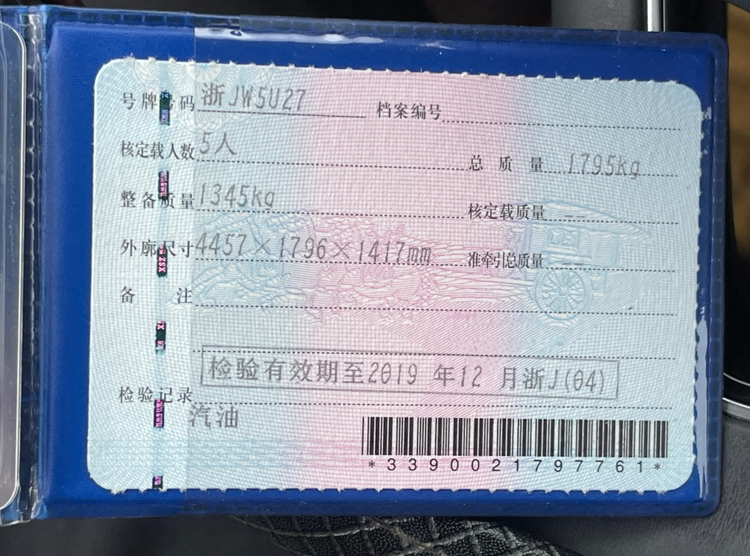 号牌号码 浙JW5U27 档案编号
核定载人数 5人 总质量 1795kg
整备质量 1345kg 核定载质量 --
外廓尺寸 4457×1796×1417mm 准牵引总质量 --
备注
检验有效期至2019年12月浙J(04)
检验记录
汽油
*3390021797761*